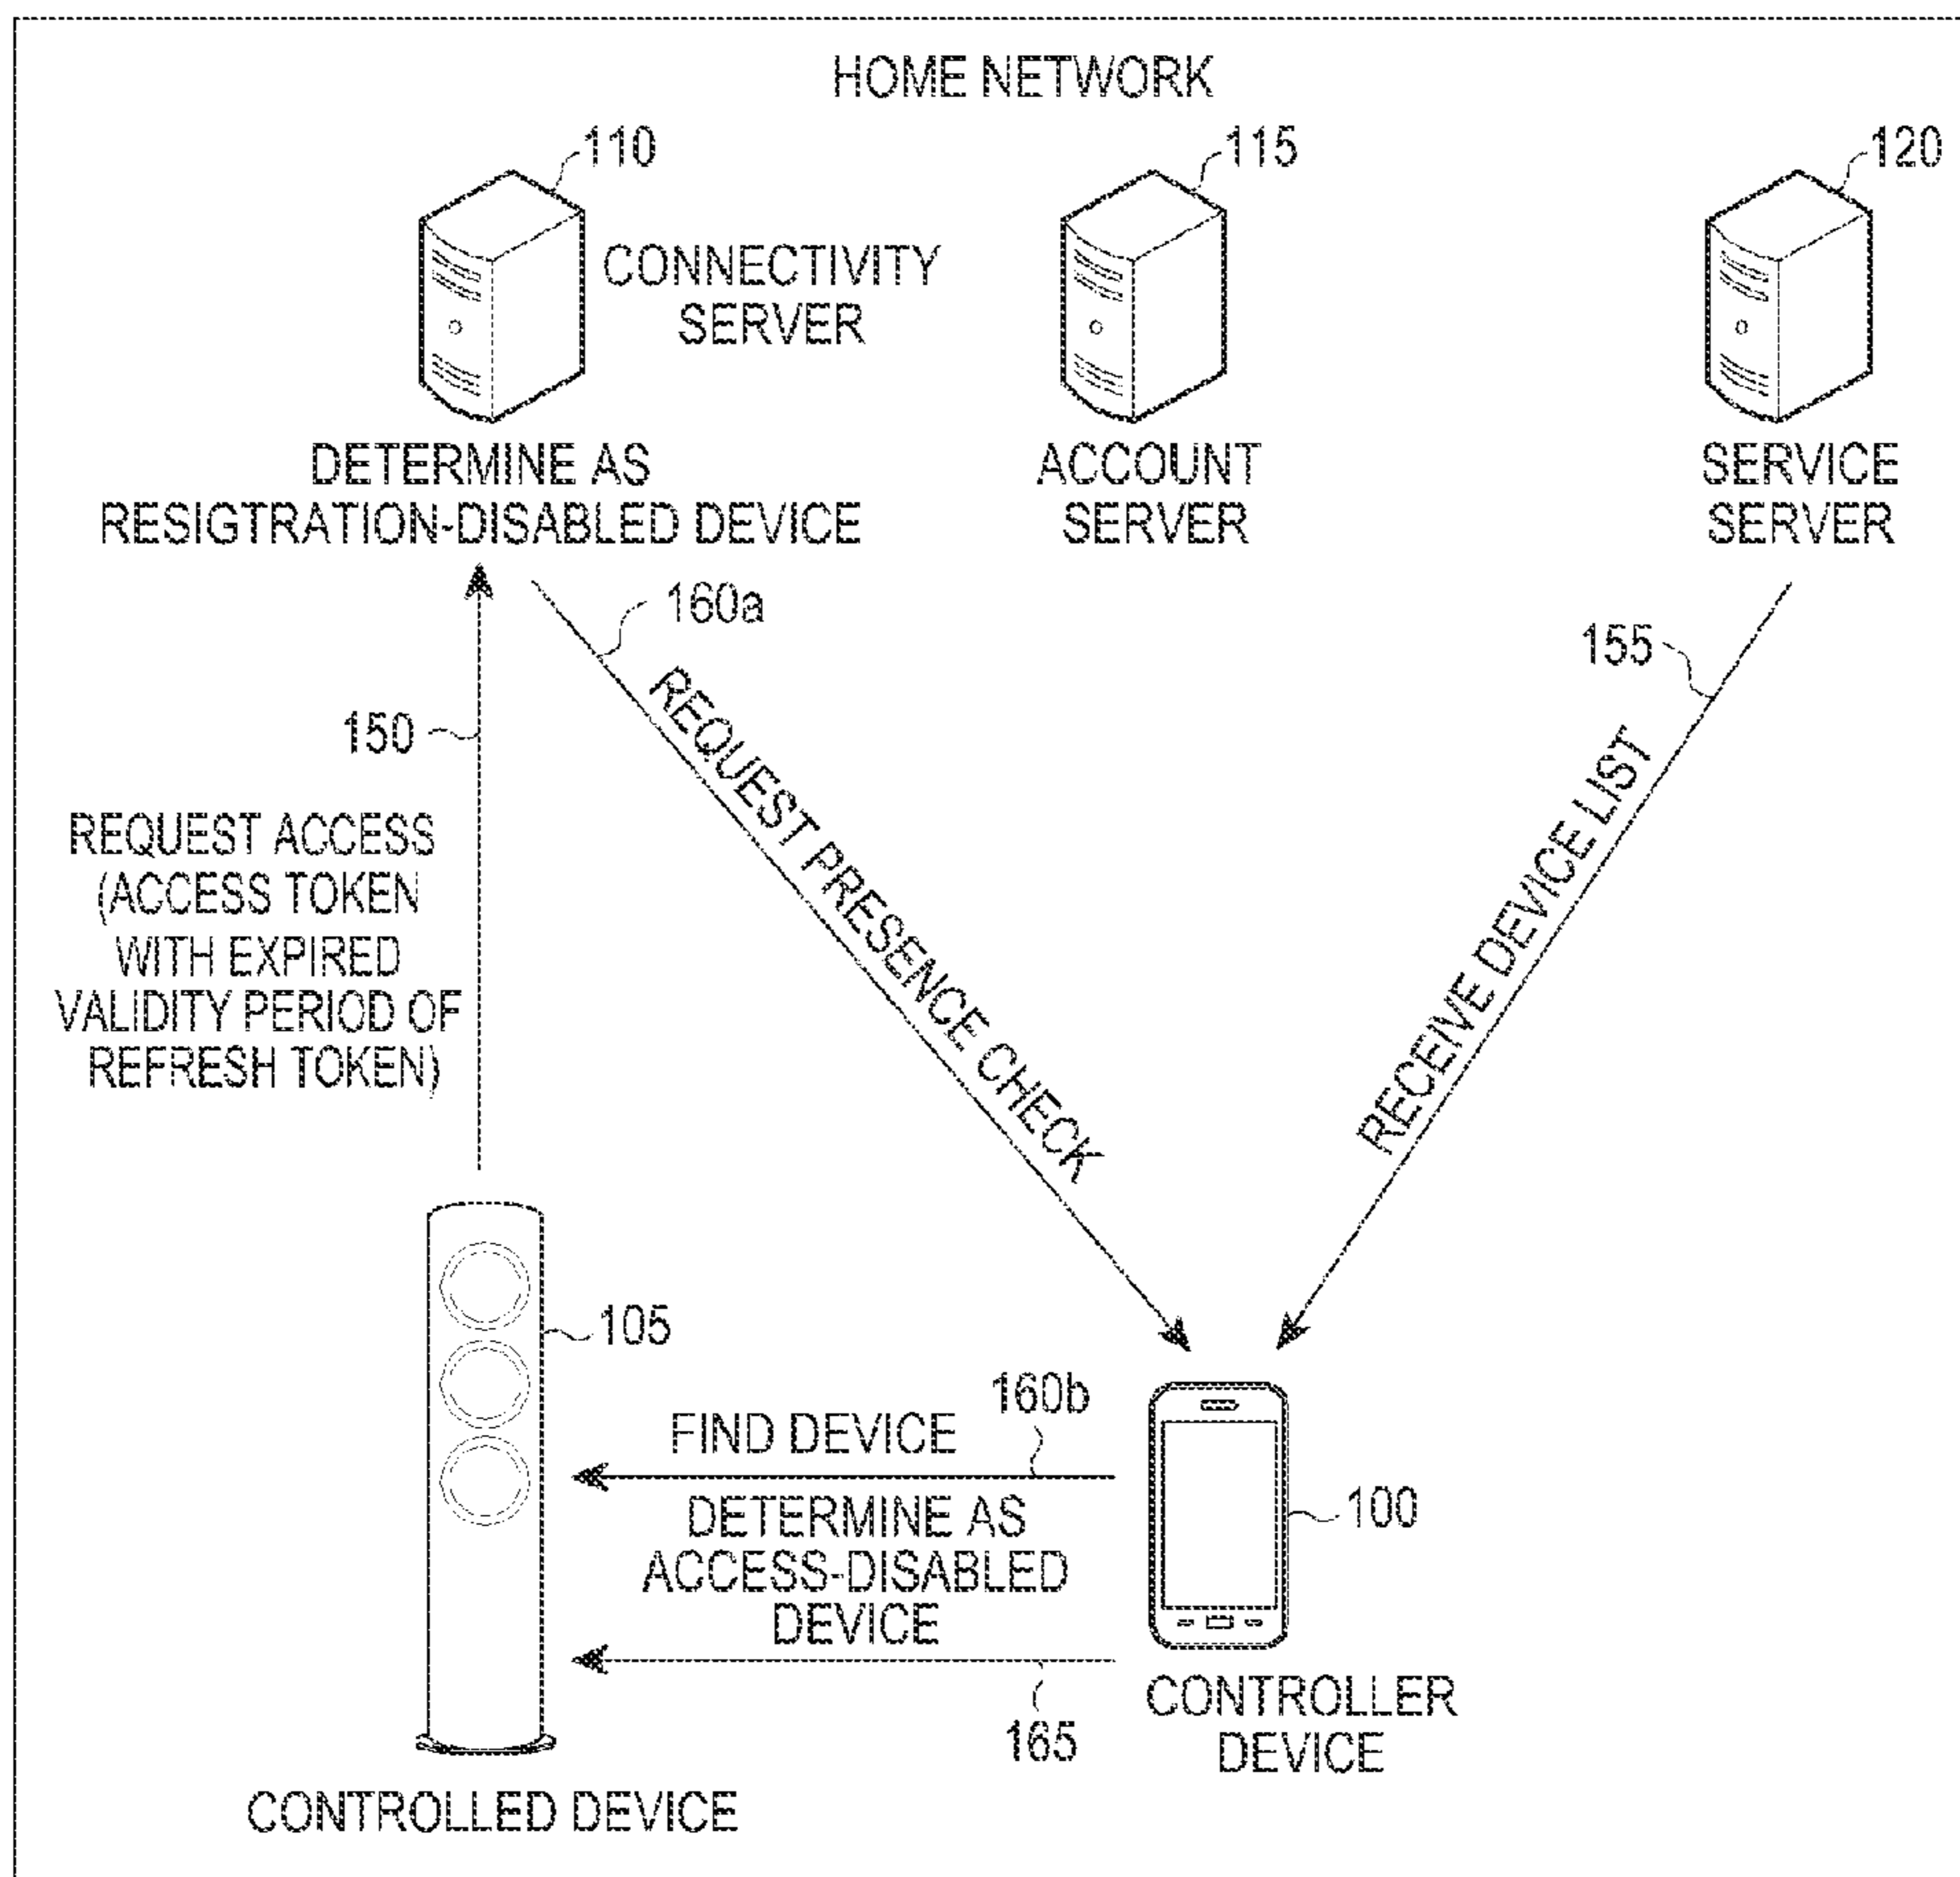 HOME NETWORK
110
115
120
CONNECTIVITY
SERVER
DETERMINE AS
RESIGTRATION-DISABLED DEVICE
ACCOUNT
SERVER
SERVICE
SERVER
160a
155
150
REQUEST PRESENCE CHECK
RECEIVE DEVICE LIST
REQUEST ACCESS
(ACCESS TOKEN
WITH EXPIRED
VALIDITY PERIOD OF
REFRESH TOKEN)
105
160b
FIND DEVICE
100
DETERMINE AS
ACCESS-DISABLED
DEVICE
165
CONTROLLER
DEVICE
CONTROLLED DEVICE